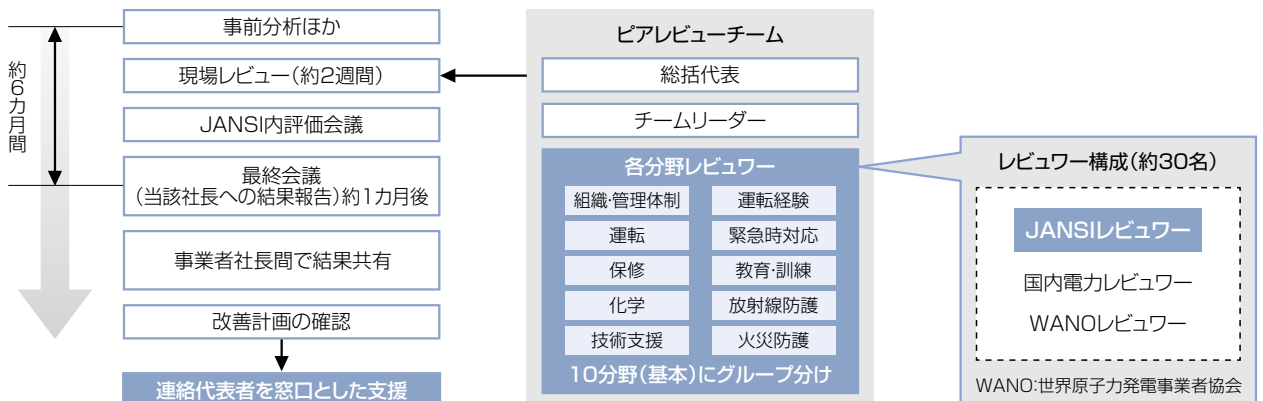 約6カ月間
事前分析ほか
現場レビュー(約2週間)
JANSI内評価会議
最終会議
(当該社長への結果報告)約1カ月後
事業者社長間で結果共有
改善計画の確認
連絡代表者を窓口とした支援
ピアレビューチーム
総括代表
チームリーダー
各分野レビュワー
組織・管理体制
運転経験
運転
緊急時対応
保修
教育・訓練
化学
放射線防護
技術支援
火災防護
10分野(基本)にグループ分け
レビュワー構成(約30名)
JANSIレビュワー
国内電力レビュワー
WANOレビュワー
WANO:世界原子力発電事業者協会